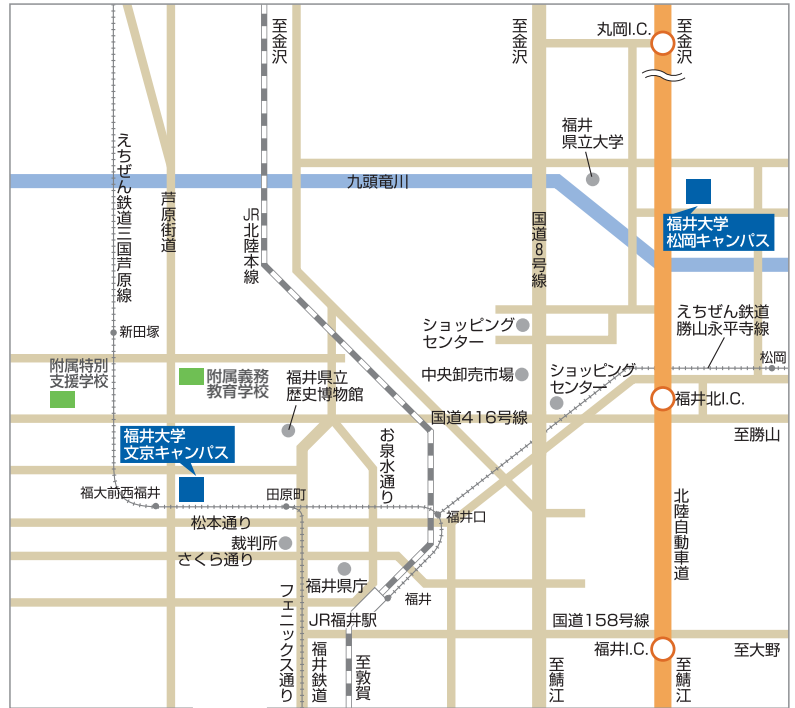 至金沢
至金沢
丸岡I.C.
至金沢
福井
県立大学
えちぜん鉄道三国芦原線
芦原街道
九頭竜川
JR北陸本線
国道8号線
福井大学
松岡キャンパス
新田塚
ショッピング
センター
えちぜん鉄道
勝山永平寺線
松岡
附属特別
支援学校
附属義務
教育学校
福井県立
歴史博物館
中央卸売市場
ショッピング
センター
福井北I.C.
国道416号線
至勝山
福井大学
文京キャンパス
お泉水通り
福大前西福井
田原町
福井口
北陸自動車道
松本通り
裁判所
さくら通り
福井県庁
福井
フェニックス通り
JR福井駅
国道158号線
福井鉄道
至敦賀
福井I.C.
至大野
至鯖江
至鯖江